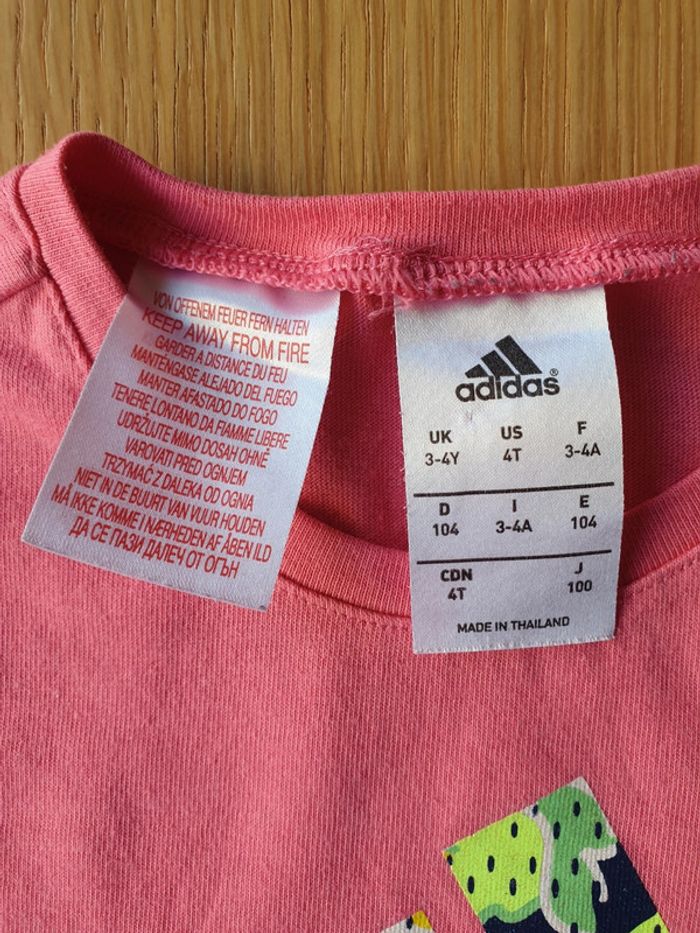 VON OFFENEM FEUER FERN HALTEN
KEEP AWAY FROM FIRE
GARDER A DISTANCE DU FEU
MANTÉNGASE ALEJADO DEL FUEGO
MANTER AFASTADO DO FOGO
TENERE LONTANO DA FIAMME LIBERE
UDRŽUJTE MIMO DOSAH OHNĚ
VAROVATI PRED OGNJEM
TRZYMAĆ Z DALEKA OD OGNIA
NIET IN DE BUURT VAN VUUR HOUDEN
MÅ IKKE KOMME I NÆRHEDEN AF ÅBEN ILD
ДА СЕ ПАЗИ ДАЛЕЧ ОТ ОГЪН
adidas®
UK US F
3-4Y 4T 3-4A
D I E
104 3-4A 104
CDN J
4T 100
MADE IN THAILAND